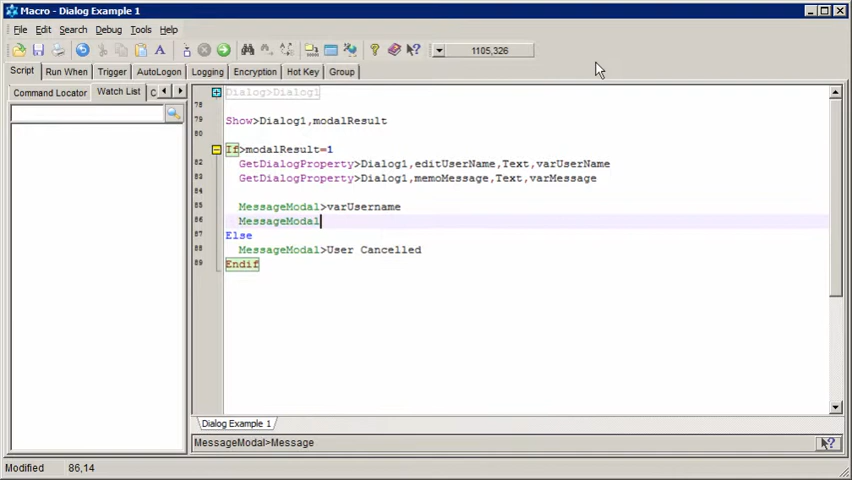 Macro - Dialog Example 1
File Edit Search Debug Tools Help
1105,326
Script Run When Trigger AutoLogon Logging Encryption Hot Key Group
Command Locator Watch List C
Dialog>Dialog1
78
79 Show>Dialog1,modalResult
80
If>modalResult=1
82 GetDialogProperty>Dialog1,editUserName,Text,varUserName
83 GetDialogProperty>Dialog1,memoMessage,Text,varMessage
84
85 MessageModal>varUsername
86 MessageModal
87 Else
88 MessageModal>User Cancelled
89 Endif
Dialog Example 1
MessageModal>Message
Modified 86,14